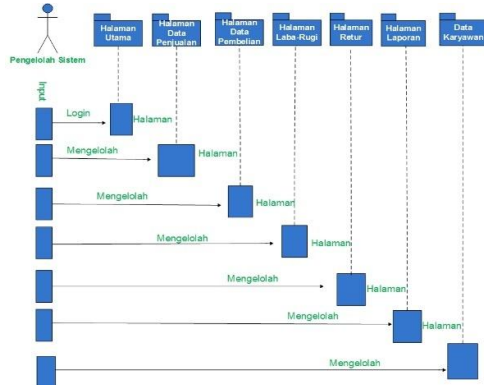 Halaman
Utama
Halaman
Data
Penjualan
Halaman
Data
Pembelian
Halaman
Laba-Rugi
Halaman
Retur
Halaman
Laporan
Data
Karyawan
Pengelolah Sistem
Input
Login
Halaman
Mengelolah
Halaman
Mengelolah
Halaman
Mengelolah
Halaman
Mengelolah
Halaman
Mengelolah
Halaman
Mengelolah